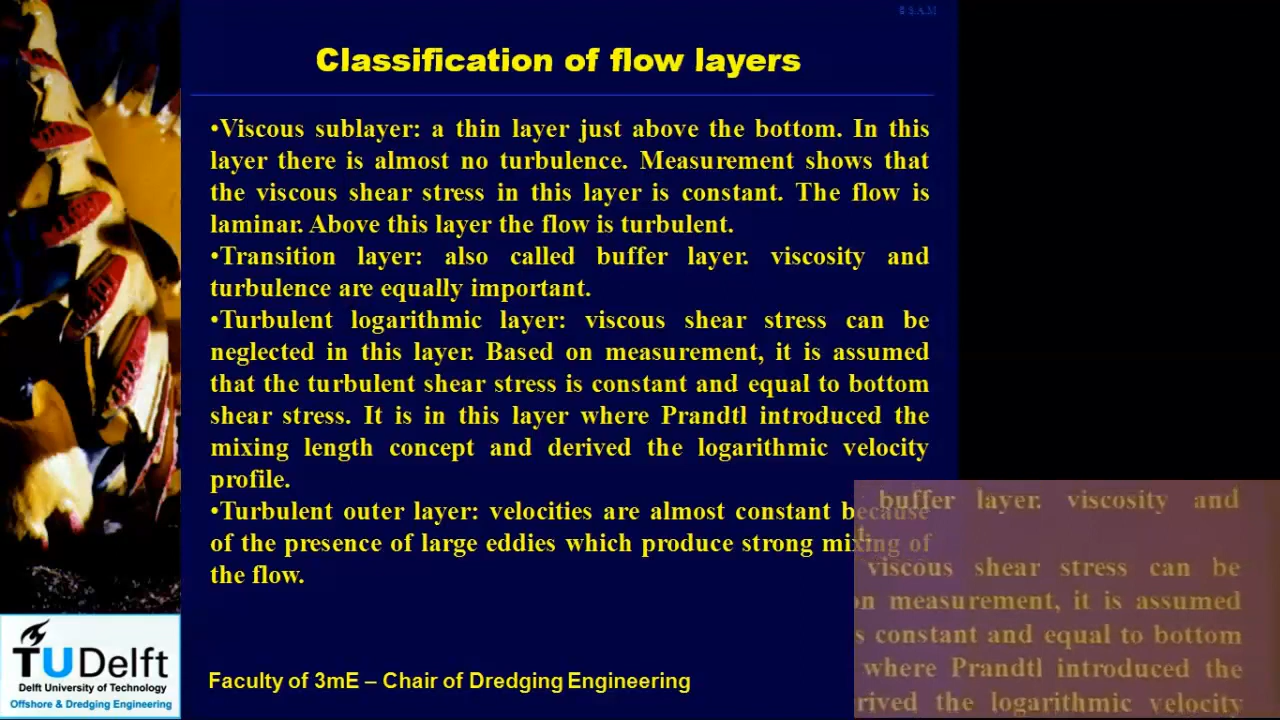 © S.A.M
Classification of flow layers
•Viscous sublayer: a thin layer just above the bottom. In this
layer there is almost no turbulence. Measurement shows that
the viscous shear stress in this layer is constant. The flow is
laminar. Above this layer the flow is turbulent.
•Transition layer: also called buffer layer. viscosity and
turbulence are equally important.
•Turbulent logarithmic layer: viscous shear stress can be
neglected in this layer. Based on measurement, it is assumed
that the turbulent shear stress is constant and equal to bottom
shear stress. It is in this layer where Prandtl introduced the
mixing length concept and derived the logarithmic velocity
profile.
•Turbulent outer layer: velocities are almost constant because
of the presence of large eddies which produce strong mixing of
the flow.
buffer layer. viscosity and
t.
viscous shear stress can be
on measurement, it is assumed
s constant and equal to bottom
where Prandtl introduced the
rived the logarithmic velocity
TU Delft
Delft University of Technology
Offshore & Dredging Engineering
Faculty of 3mE – Chair of Dredging Engineering